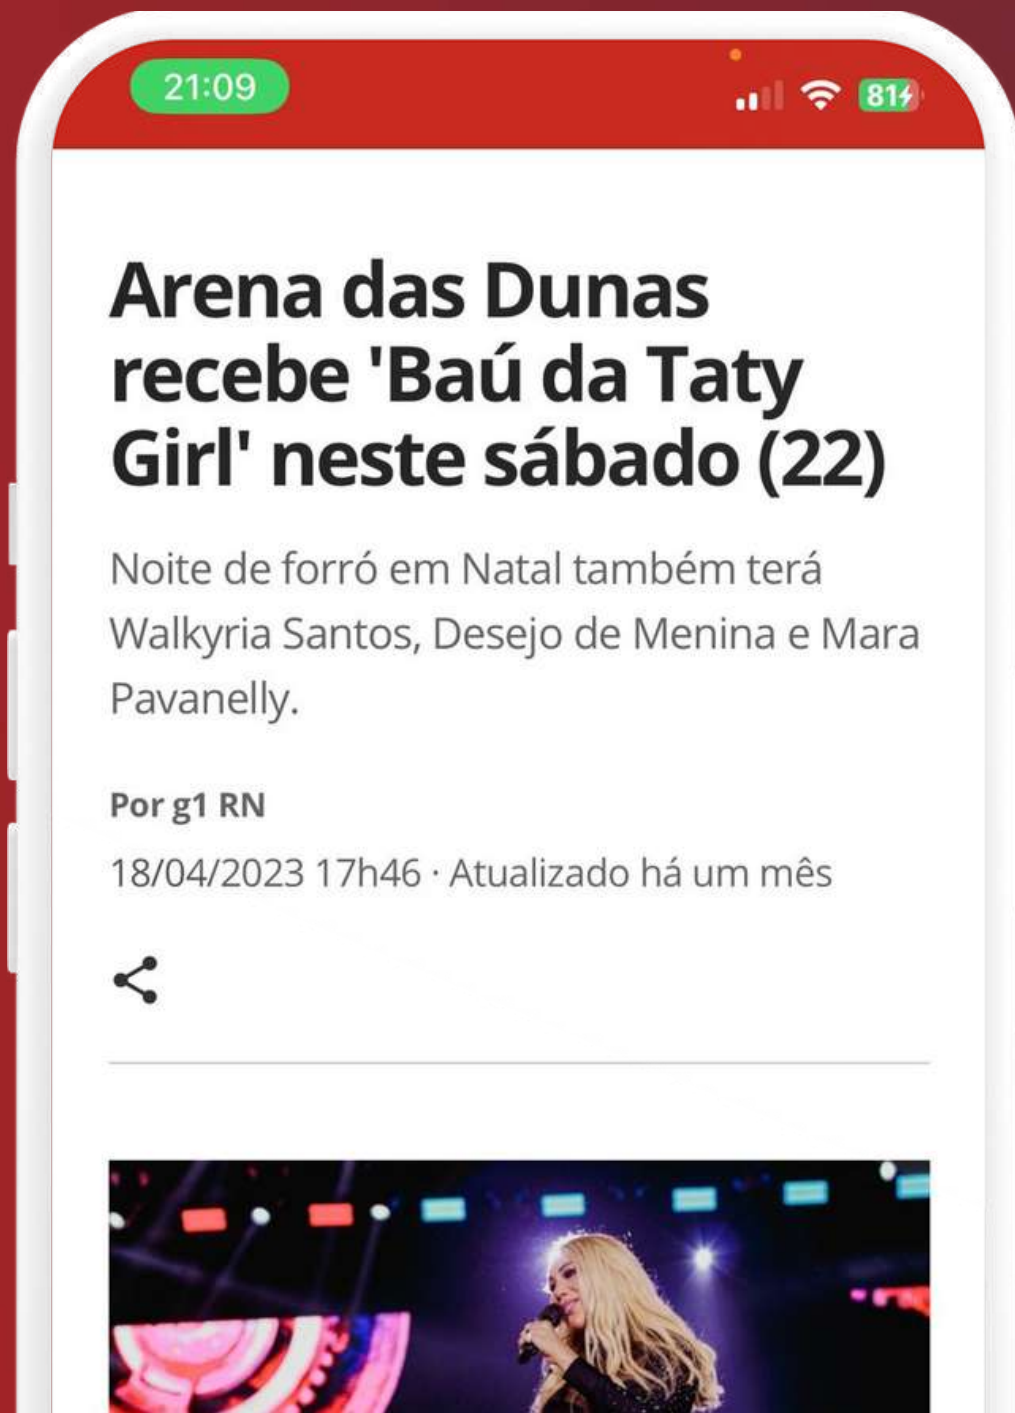 21:09
81
Arena das Dunas
recebe 'Baú da Taty
Girl' neste sábado (22)
Noite de forró em Natal também terá
Walkyria Santos, Desejo de Menina e Mara
Pavanelly.
Por g1 RN
18/04/2023 17h46 · Atualizado há um mês